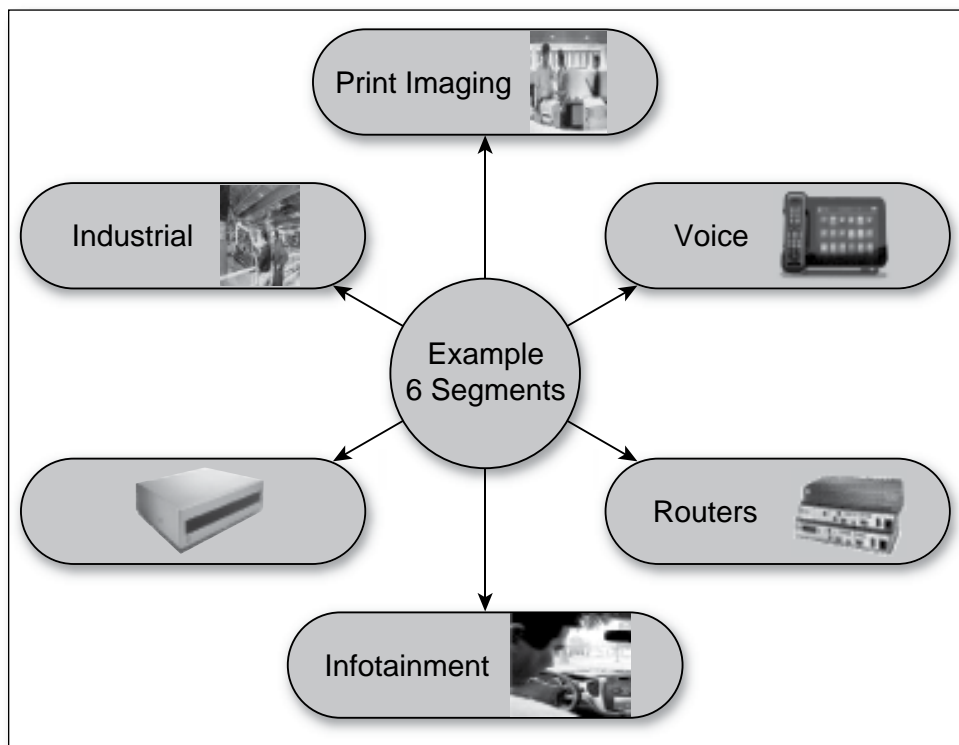 Print Imaging
Industrial
Voice
Example
6 Segments
Routers
Infotainment